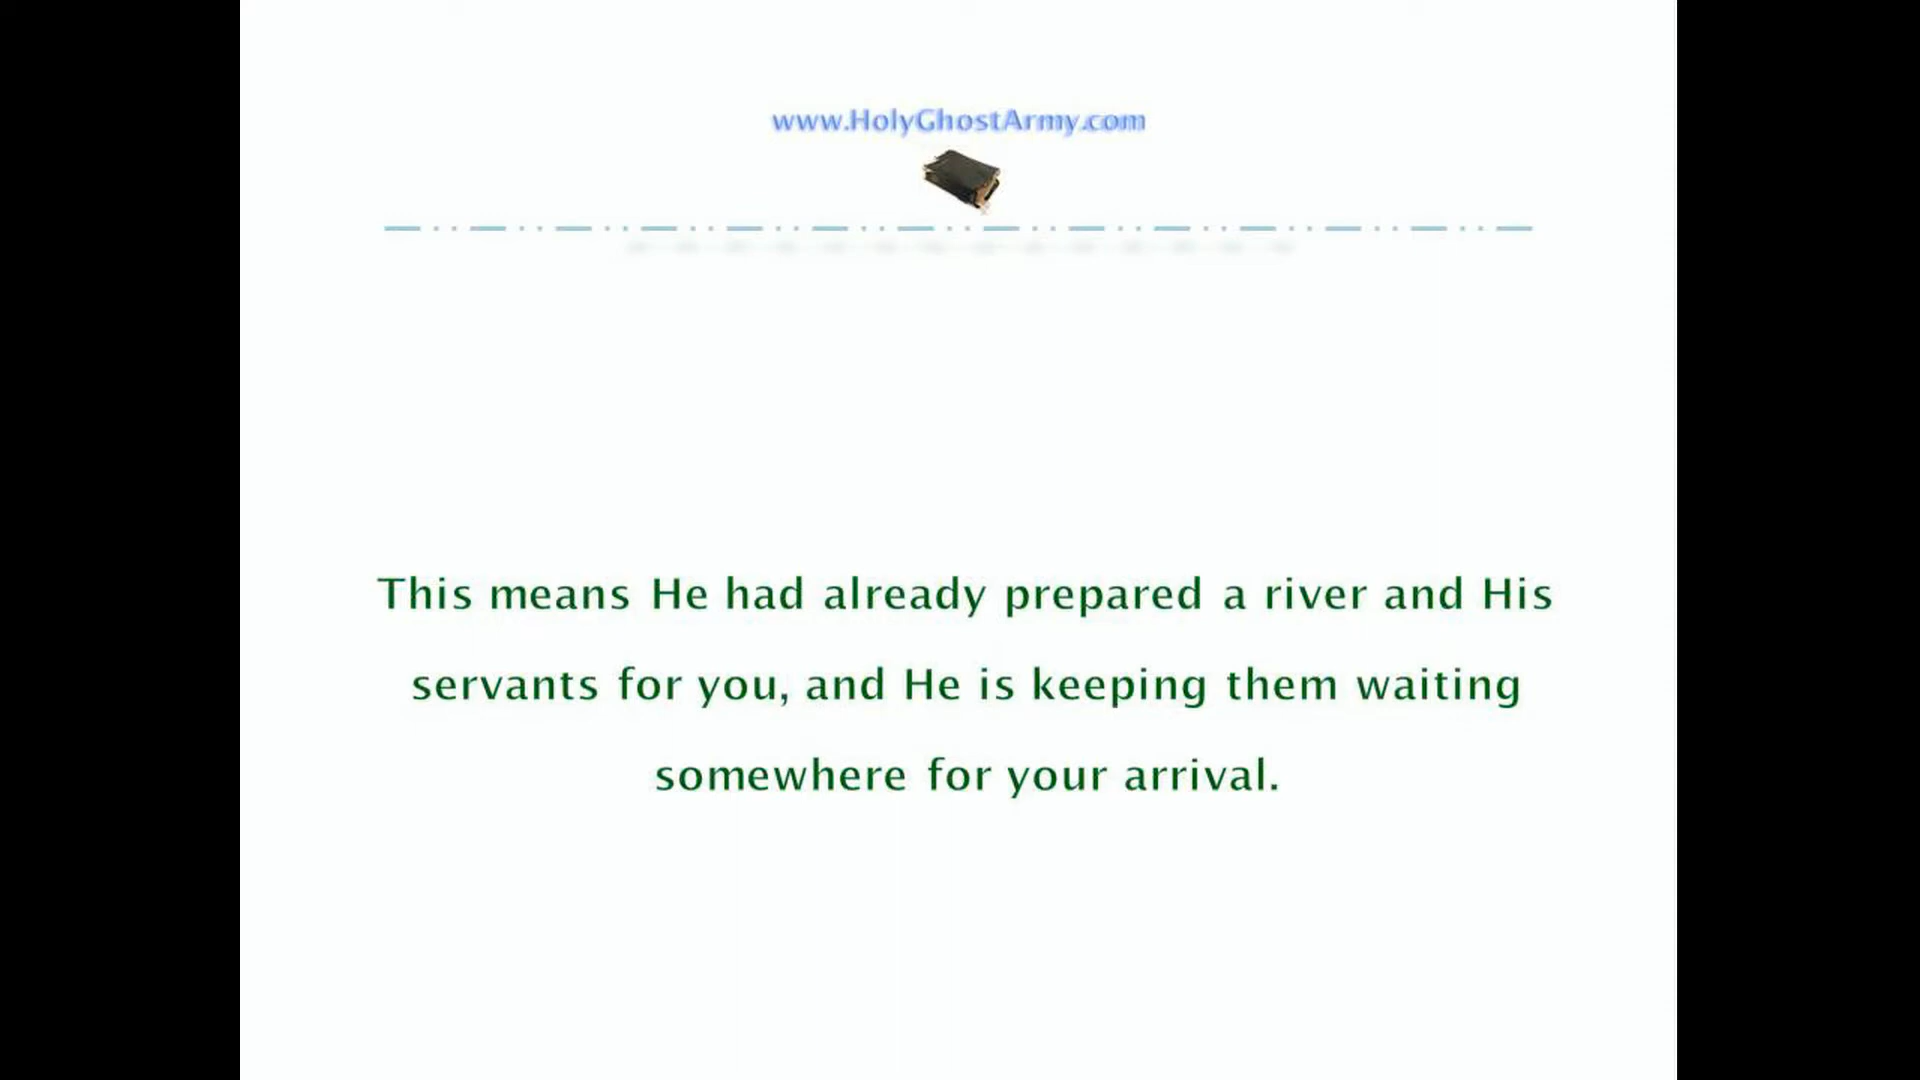 www.HolyGhostArmy.com
This means He had already prepared a river and His
servants for you, and He is keeping them waiting
somewhere for your arrival.